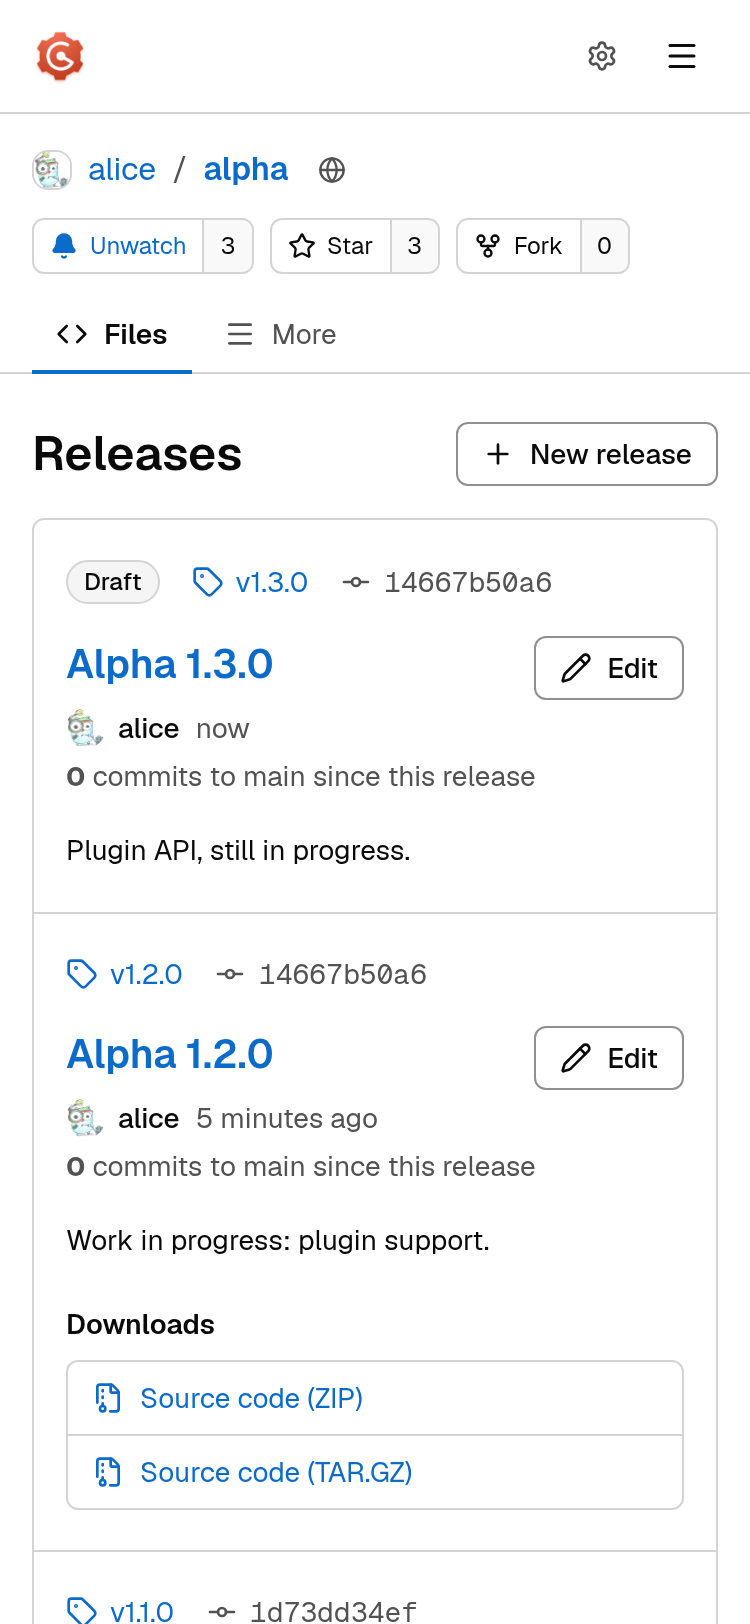 alice / alpha
Unwatch 3 Star 3 Fork 0
Files More
Releases New release
Draft v1.3.0 14667b50a6
Alpha 1.3.0 Edit
alice now
0 commits to main since this release
Plugin API, still in progress.
v1.2.0 14667b50a6
Alpha 1.2.0 Edit
alice 5 minutes ago
0 commits to main since this release
Work in progress: plugin support.
Downloads
Source code (ZIP)
Source code (TAR.GZ)
v1.1.0 1d73dd34ef